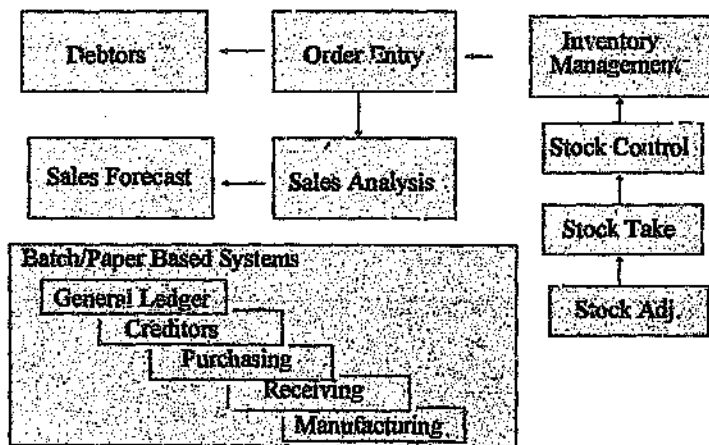 Debtors
Order Entry
Inventory
Management
Stock Control
Sales Forecast
Sales Analysis
Stock Take
Batch/Paper Based Systems
General Ledger
Stock Adj.
Creditors
Purchasing
Receiving
Manufacturing